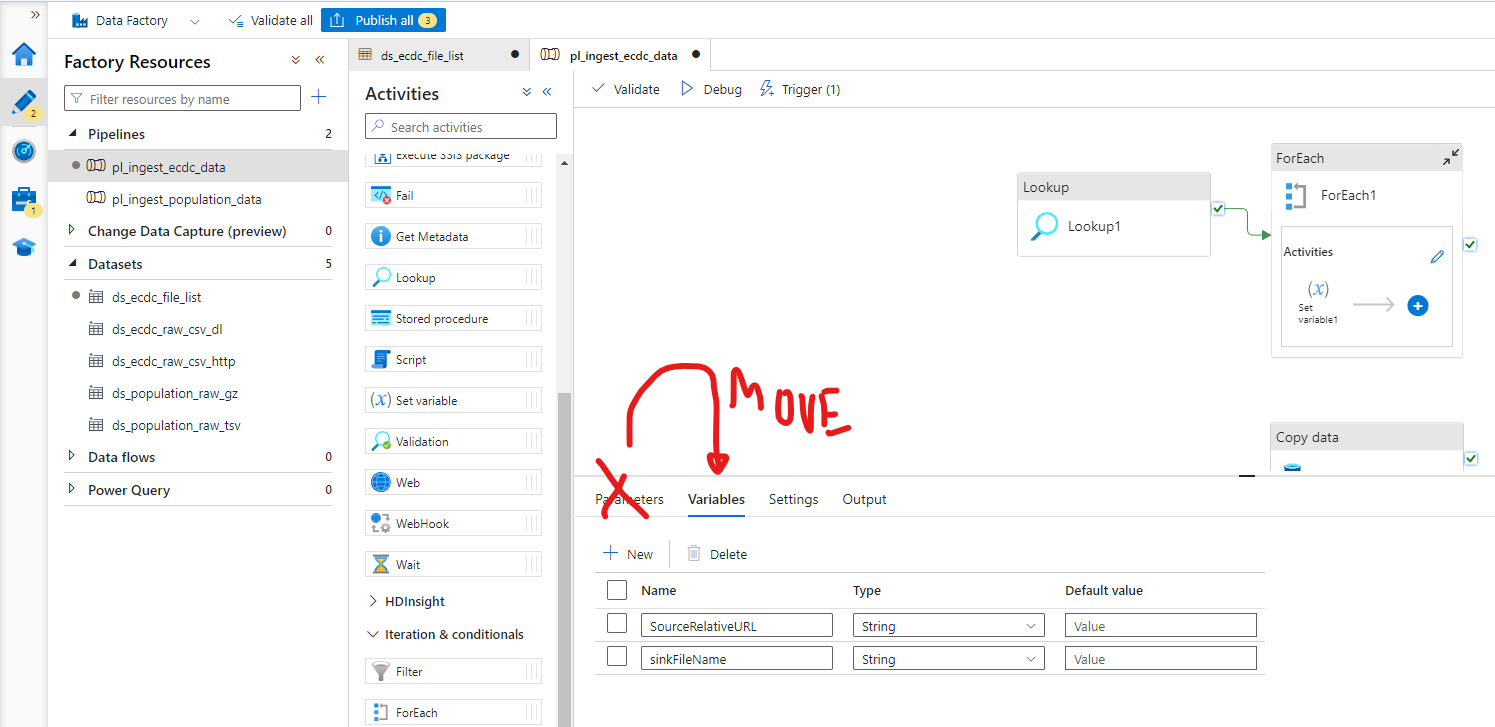 Data Factory
Validate all
Publish all 3
Factory Resources
Filter resources by name
2
1
Pipelines 2
pl_ingest_ecdc_data
pl_ingest_population_data
Change Data Capture (preview) 0
Datasets 5
ds_ecdc_file_list
ds_ecdc_raw_csv_dl
ds_ecdc_raw_csv_http
ds_population_raw_gz
ds_population_raw_tsv
Data flows 0
Power Query 0
ds_ecdc_file_list
pl_ingest_ecdc_data
Activities
Search activities
Execute SSIS package
Fail
Get Metadata
Lookup
Stored procedure
Script
(x) Set variable
Validation
Web
WebHook
Wait
HDInsight
Iteration & conditionals
Filter
ForEach
Validate
Debug
Trigger (1)
Lookup
Lookup1
ForEach
ForEach1
Activities
(x)
Set
variable1
Copy data
X MOVE
Parameters Variables Settings Output
New Delete
Name Type Default value
SourceRelativeURL String Value
sinkFileName String Value